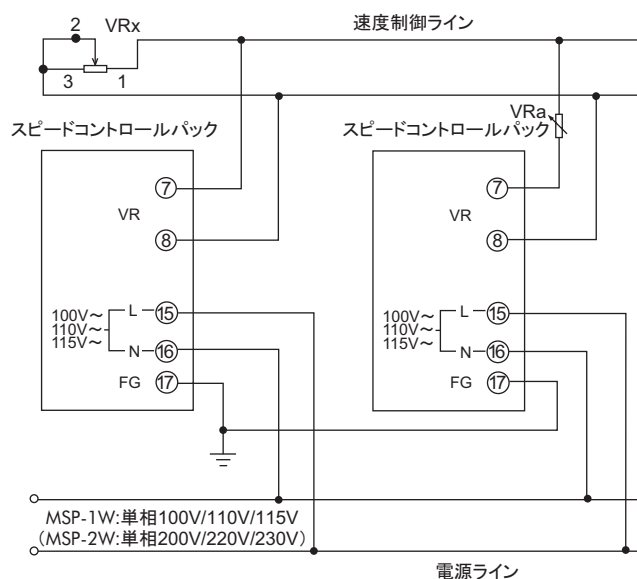 速度制御ライン
2 VRx
3 1
スピードコントロールパック
7
VR
8
100V～
110V～
115V～
L 15
N 16
FG 17
スピードコントロールパック
VRa
7
VR
8
100V～
110V～
115V～
L 15
N 16
FG 17
MSP-1W:単相100V/110V/115V
(MSP-2W:単相200V/220V/230V)
電源ライン